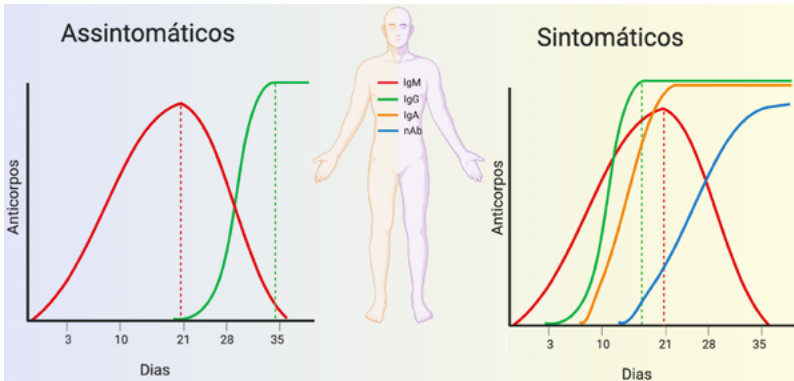 Assintomáticos
Anticorpos
3 10 21 28 35
Dias
IgM
IgG
IgA
nAb
Sintomáticos
Anticorpos
3 10 21 28 35
Dias